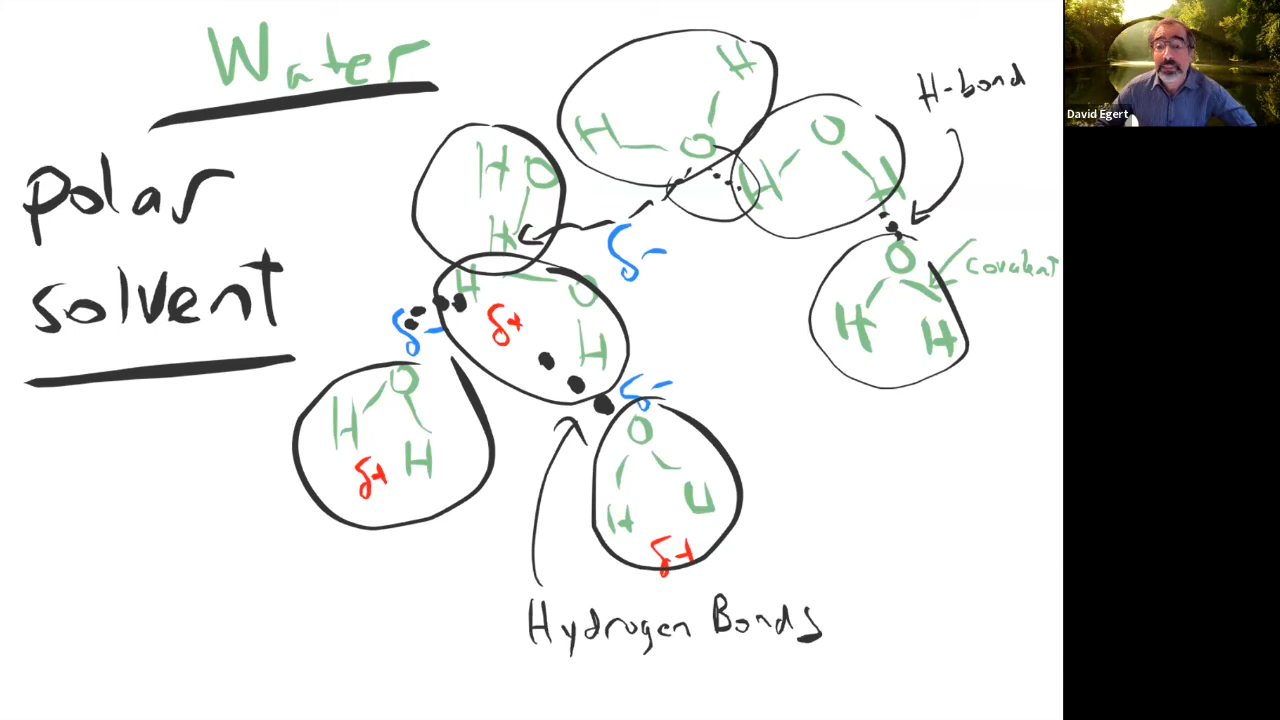 Water
polar
solvent
H
H
O
O
H
H
H-bond
H O
H
δ-
O
covalent
H
H
H
O
δ+
δ-
H
δ-
O
O
H
δ+
H
H
H
δ+
Hydrogen Bonds
David Egert